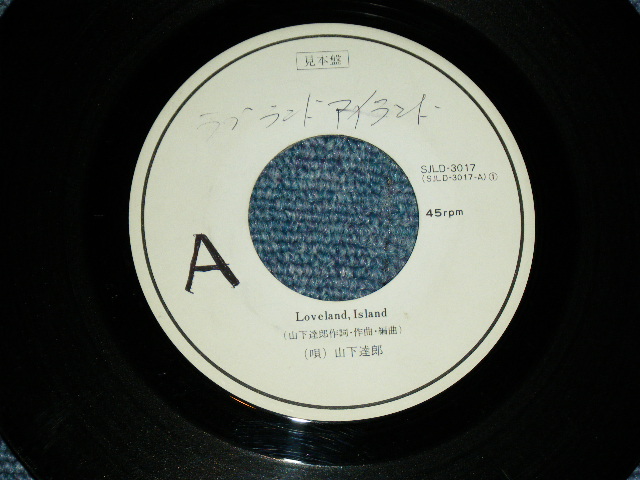 見本盤
ラブランドアイランド
SJLD-3017
(SJLD-3017-A)①
45rpm
A
Loveland, Island
(山下達郎作詞・作曲・編曲)
(唄) 山下達郎